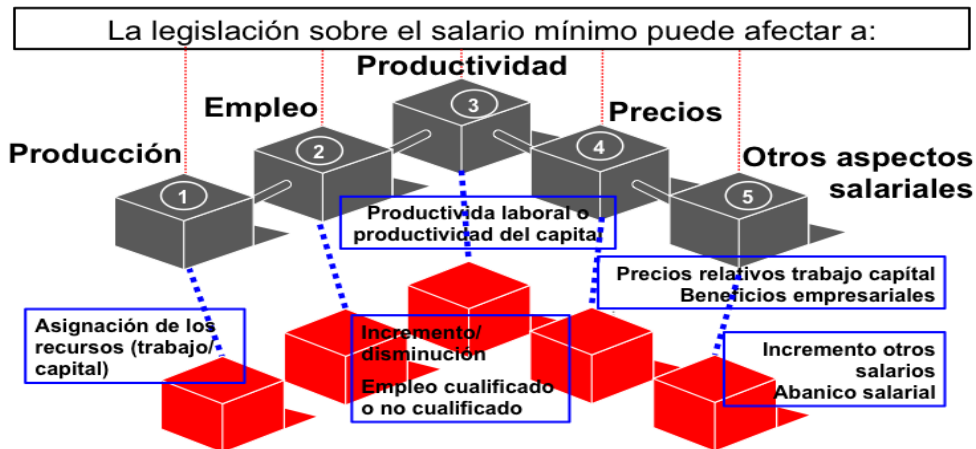 La legislación sobre el salario mínimo puede afectar a:
Productividad
Empleo
Precios
Producción
Otros aspectos
salariales
1
2
3
4
5
Productivida laboral o
productividad del capital
Precios relativos trabajo capítal
Beneficios empresariales
Asignación de los
recursos (trabajo/
capital)
Incremento/
disminución
Empleo cualificado
o no cualificado
Incremento otros
salarios
Abanico salarial